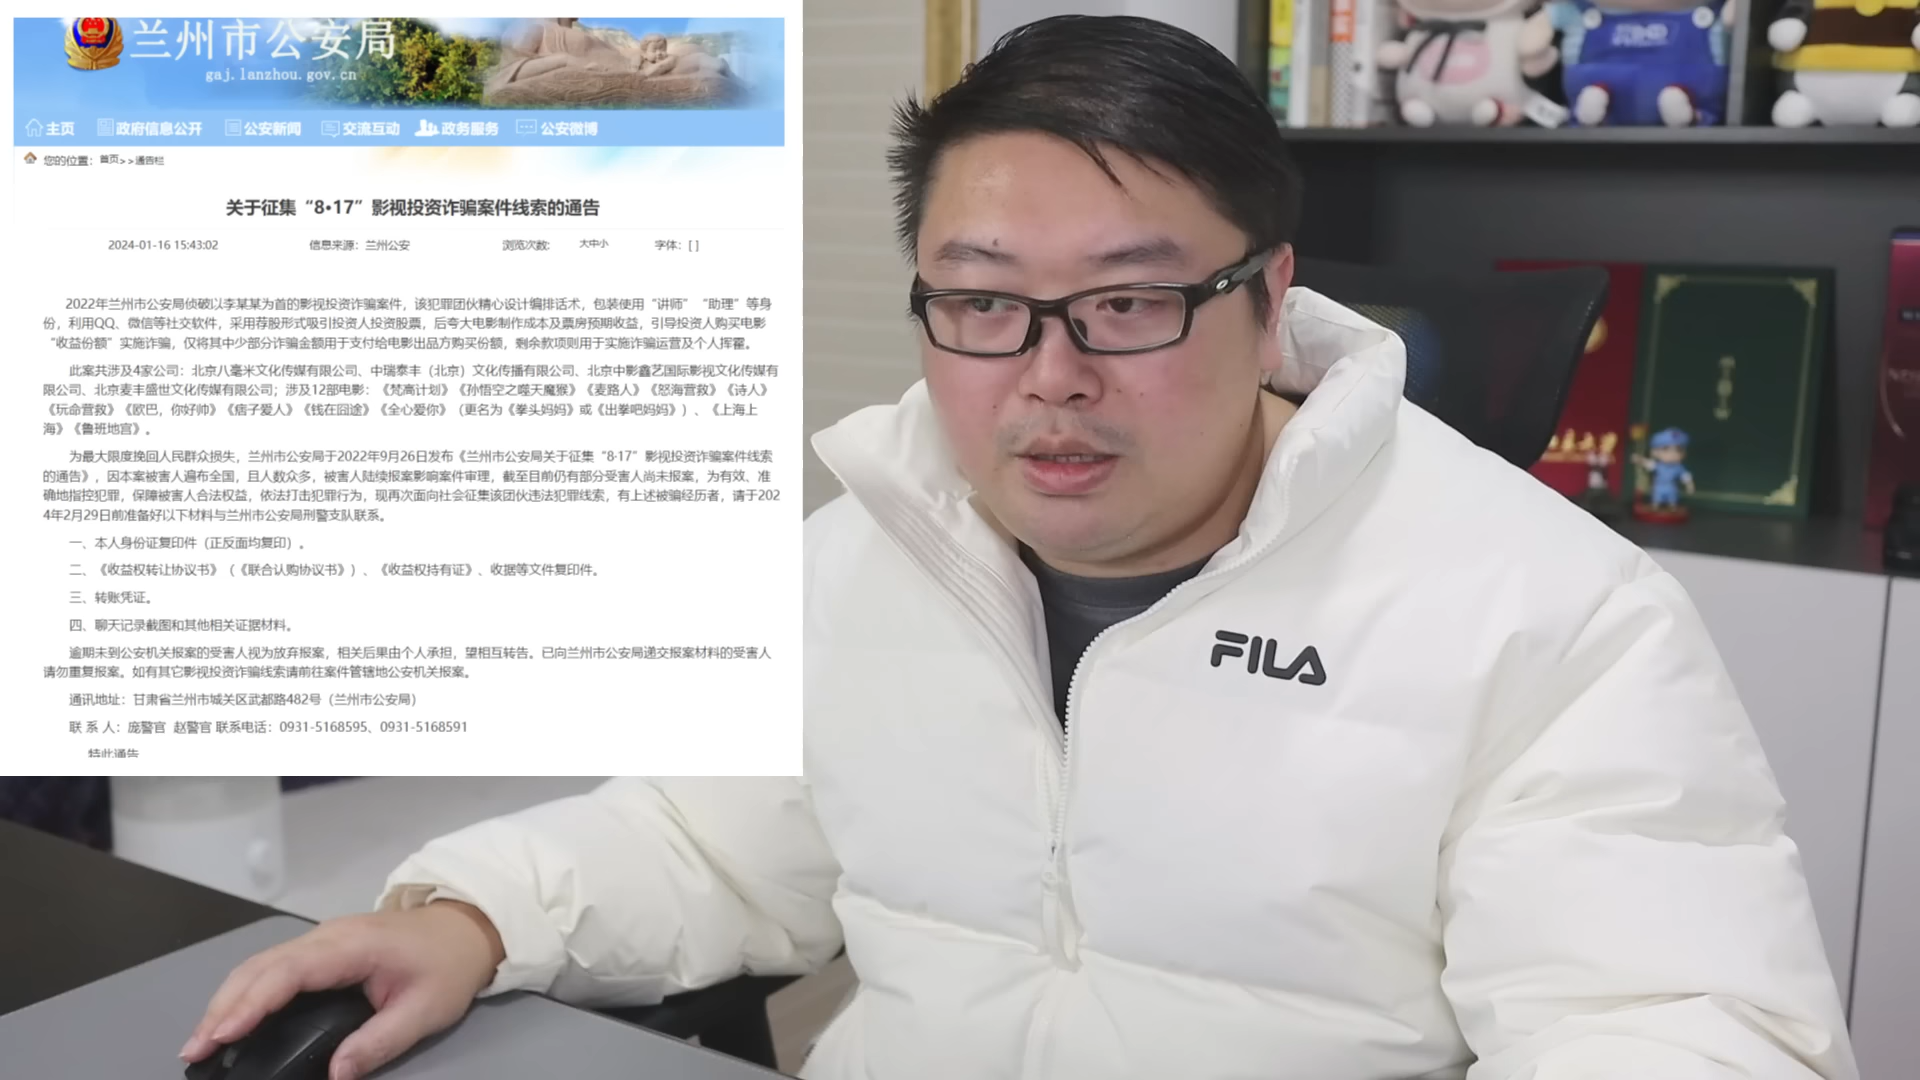 兰州市公安局
gaj.lanzhou.gov.cn
主页 政府信息公开 公安新闻 交流互动 政务服务 公安微博
您的位置：首页>>通告栏
关于征集“8•17”影视投资诈骗案件线索的通告
2024-01-16 15:43:02 信息来源：兰州公安 浏览次数: 大中小 字体：[ ]
2022年兰州市公安局侦破以李某某为首的影视投资诈骗案件，该犯罪团伙精心设计编排话术，包装使用“讲师”“助理”等身
份，利用QQ、微信等社交软件，采用荐股形式吸引投资人投资股票，后夸大电影制作成本及票房预期收益，引导投资人购买电影
“收益份额”实施诈骗，仅将其中少部分诈骗金额用于支付给电影出品方购买份额，剩余款项则用于实施诈骗运营及个人挥霍。
此案共涉及4家公司：北京八毫米文化传媒有限公司、中瑞泰丰（北京）文化传播有限公司、北京中影鑫艺国际影视文化传媒有
限公司、北京麦丰盛世文化传媒有限公司；涉及12部电影：《梵高计划》《孙悟空之噬天魔猴》《麦路人》《怒海营救》《诗人》
《玩命营救》《欧巴，你好帅》《痞子爱人》《钱在囧途》《全心爱你》（更名为《拳头妈妈》或《出拳吧妈妈》）、《上海上
海》《鲁班地宫》。
为最大限度挽回人民群众损失，兰州市公安局于2022年9月26日发布《兰州市公安局关于征集“8·17”影视投资诈骗案件线索
的通告》，因本案被害人遍布全国，且人数众多，被害人陆续报案影响案件审理，截至目前仍有部分受害人尚未报案，为有效、准
确地指控犯罪，保障被害人合法权益，依法打击犯罪行为，现再次面向社会征集该团伙违法犯罪线索，有上述被骗经历者，请于202
4年2月29日前准备好以下材料与兰州市公安局刑警支队联系。
一、本人身份证复印件（正反面均复印）。
二、《收益权转让协议书》（《联合认购协议书》）、《收益权持有证》、收据等文件复印件。
三、转账凭证。
四、聊天记录截图和其他相关证据材料。
逾期未到公安机关报案的受害人视为放弃报案，相关后果由个人承担，望相互转告。已向兰州市公安局递交报案材料的受害人
请勿重复报案。如有其它影视投资诈骗线索请前往案件管辖地公安机关报案。
通讯地址：甘肃省兰州市城关区武都路482号（兰州市公安局）
联 系 人：庞警官 赵警官 联系电话：0931-5168595、0931-5168591
特此通告
FILA